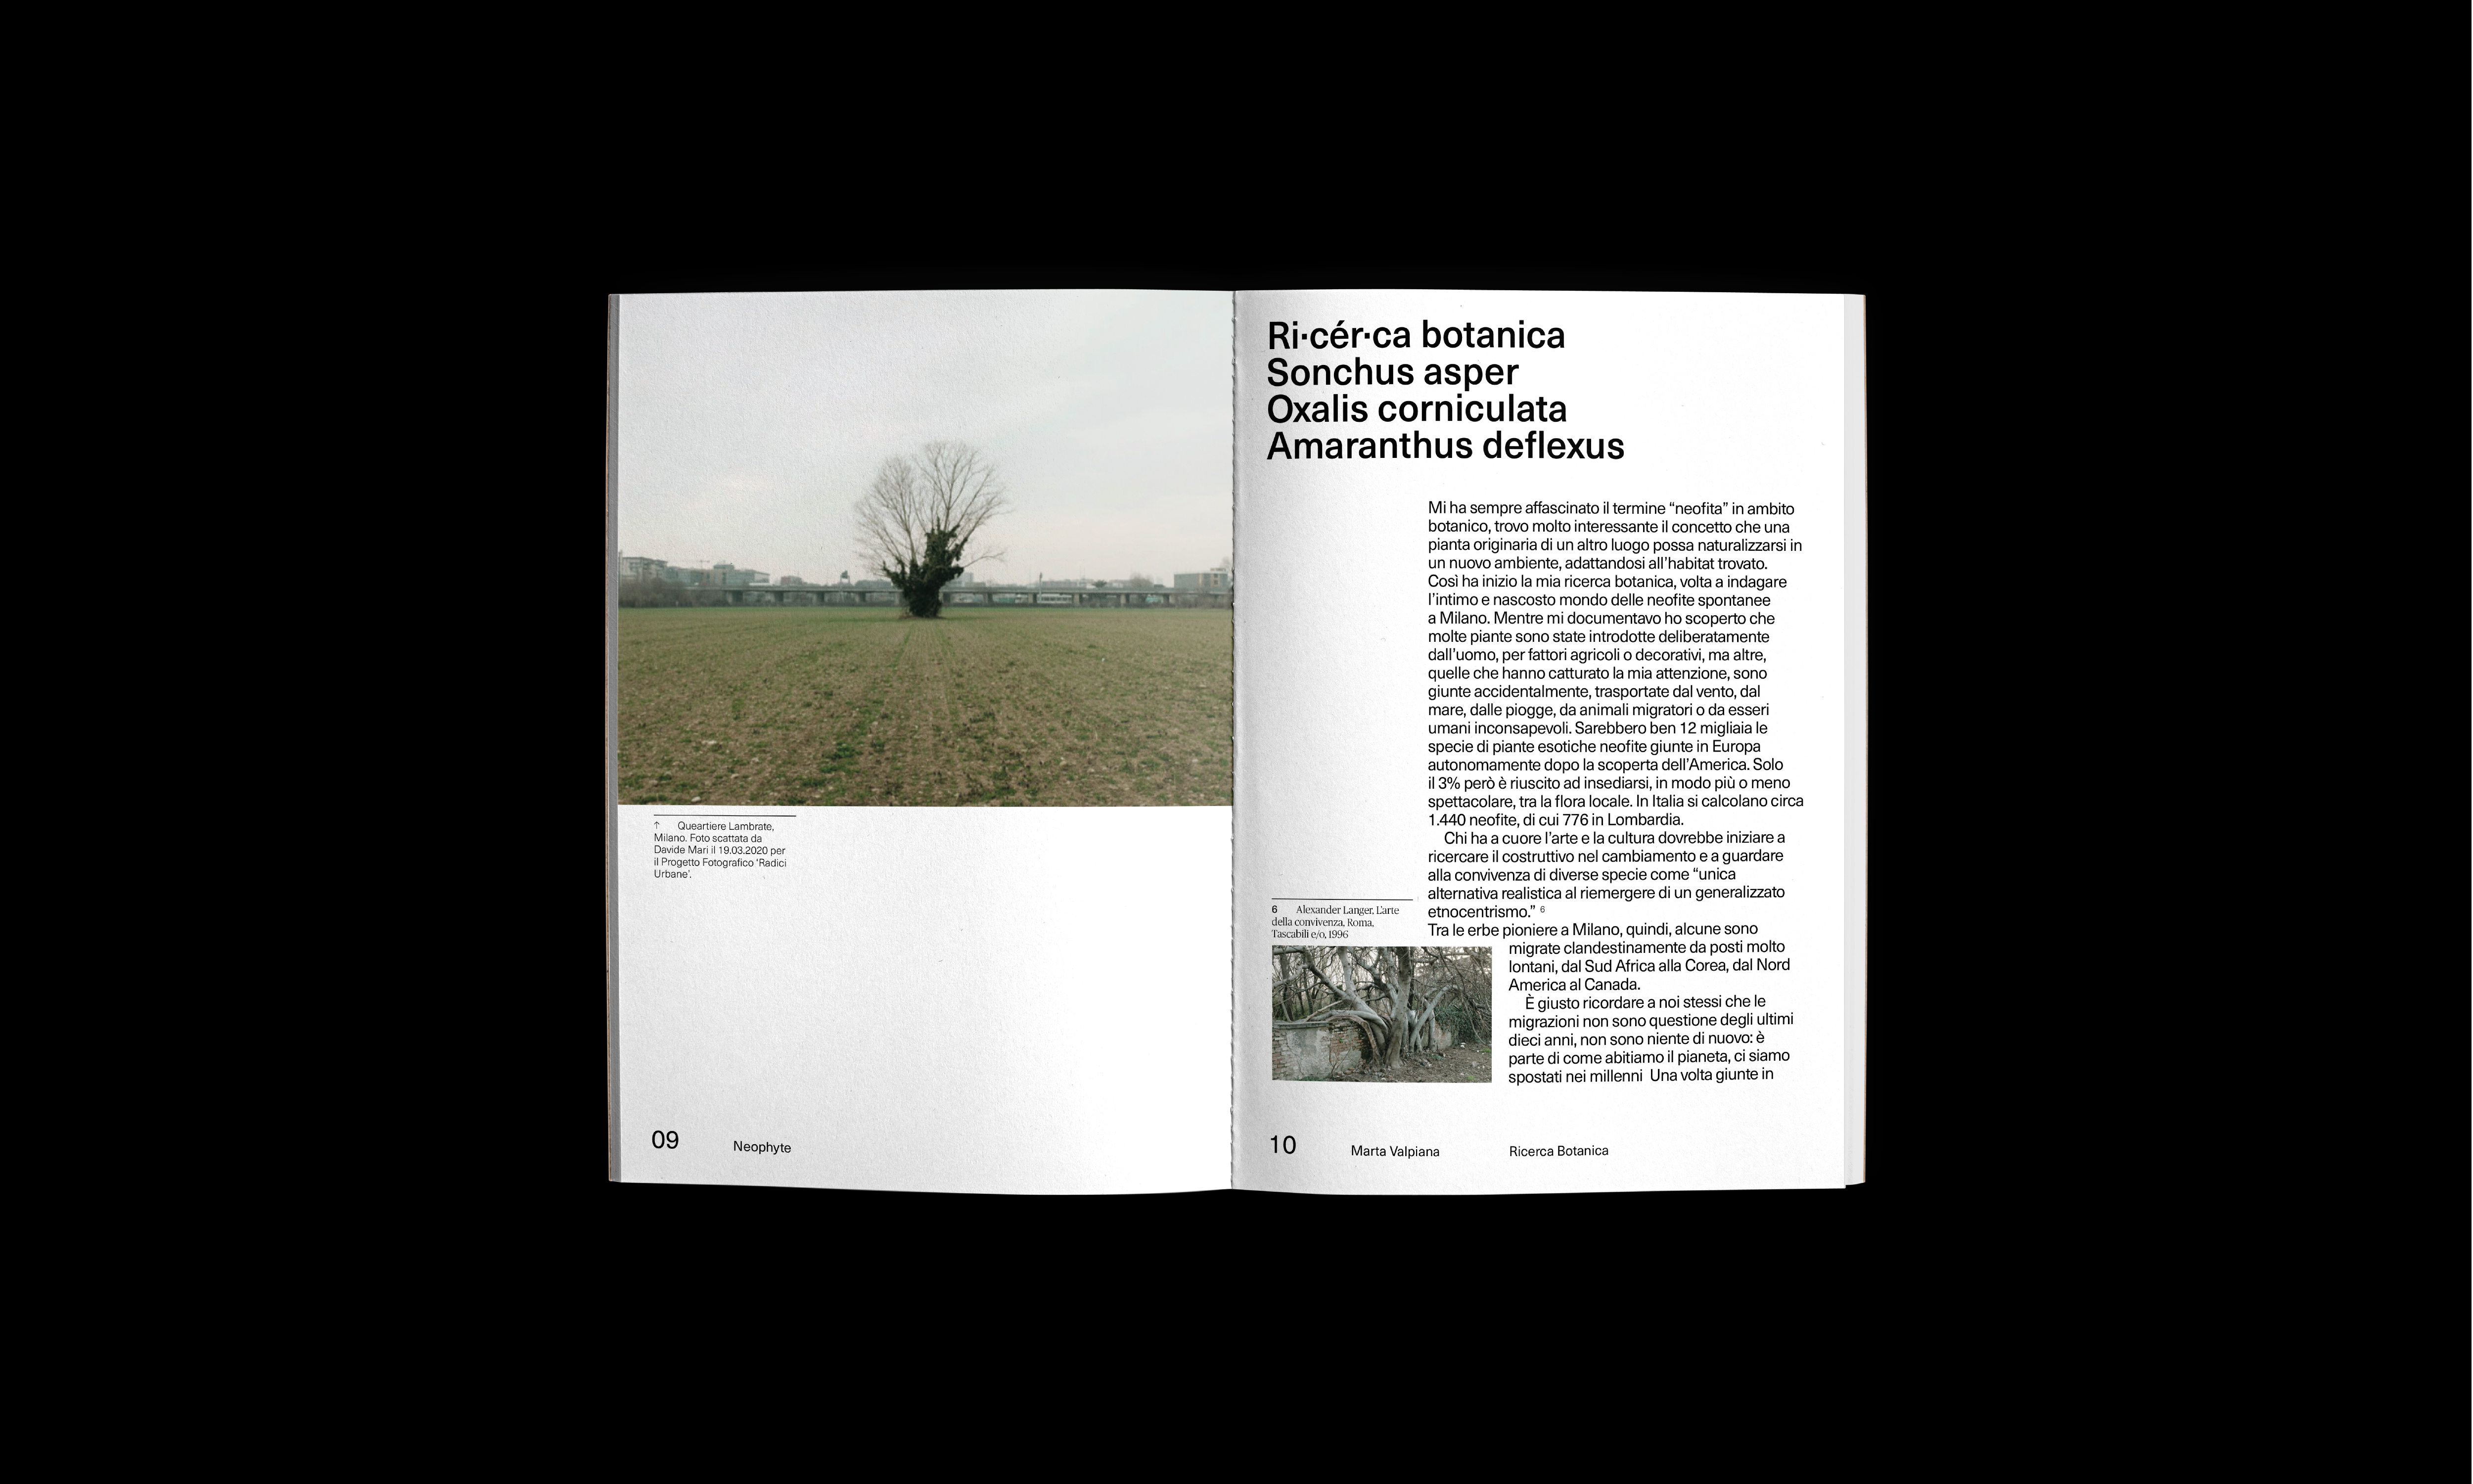 ↑ Queartiere Lambrate,
Milano. Foto scattata da
Davide Mari il 19.03.2020 per
il Progetto Fotografico ‘Radici
Urbane’.
09 Neophyte
Ri·cér·ca botanica
Sonchus asper
Oxalis corniculata
Amaranthus deflexus
Mi ha sempre affascinato il termine “neofita” in ambito
botanico, trovo molto interessante il concetto che una
pianta originaria di un altro luogo possa naturalizzarsi in
un nuovo ambiente, adattandosi all’habitat trovato.
Così ha inizio la mia ricerca botanica, volta a indagare
l’intimo e nascosto mondo delle neofite spontanee
a Milano. Mentre mi documentavo ho scoperto che
molte piante sono state introdotte deliberatamente
dall’uomo, per fattori agricoli o decorativi, ma altre,
quelle che hanno catturato la mia attenzione, sono
giunte accidentalmente, trasportate dal vento, dal
mare, dalle piogge, da animali migratori o da esseri
umani inconsapevoli. Sarebbero ben 12 migliaia le
specie di piante esotiche neofite giunte in Europa
autonomamente dopo la scoperta dell’America. Solo
il 3% però è riuscito ad insediarsi, in modo più o meno
spettacolare, tra la flora locale. In Italia si calcolano circa
1.440 neofite, di cui 776 in Lombardia.
Chi ha a cuore l’arte e la cultura dovrebbe iniziare a
ricercare il costruttivo nel cambiamento e a guardare
alla convivenza di diverse specie come “unica
alternativa realistica al riemergere di un generalizzato
etnocentrismo.” 6
Tra le erbe pioniere a Milano, quindi, alcune sono
migrate clandestinamente da posti molto
lontani, dal Sud Africa alla Corea, dal Nord
America al Canada.
È giusto ricordare a noi stessi che le
migrazioni non sono questione degli ultimi
dieci anni, non sono niente di nuovo: è
parte di come abitiamo il pianeta, ci siamo
spostati nei millenni Una volta giunte in
6 Alexander Langer, L’arte
della convivenza, Roma,
Tascabili e/o, 1996
10 Marta Valpiana Ricerca Botanica